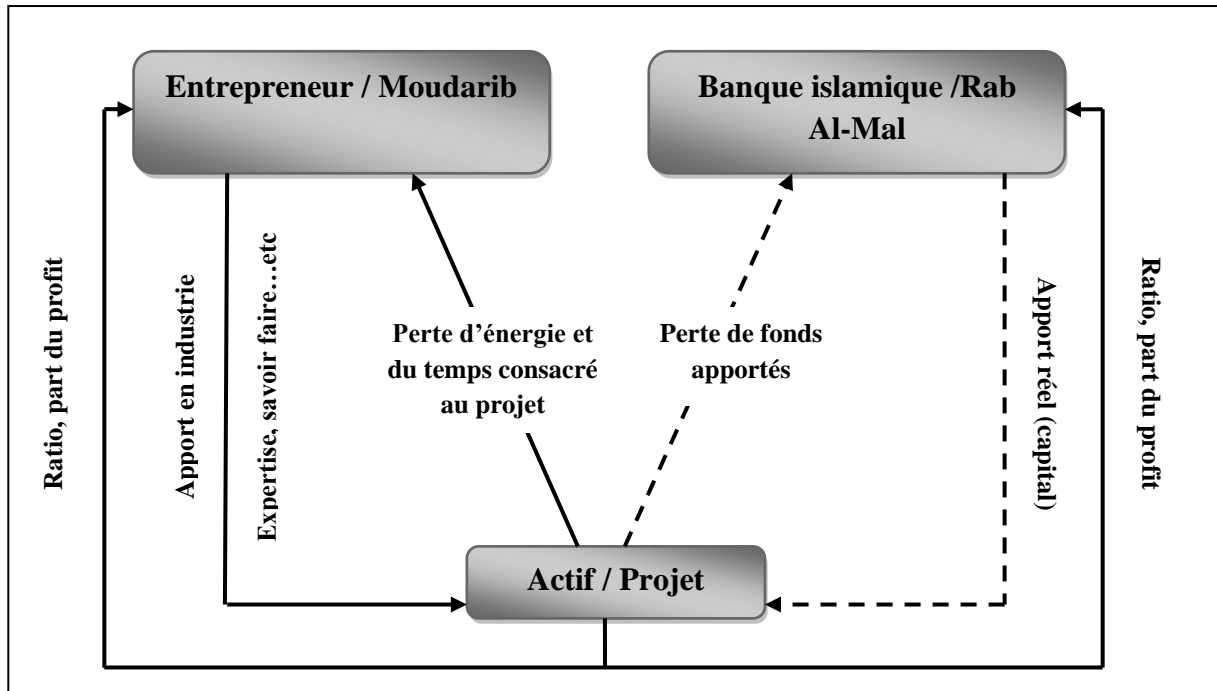 Entrepreneur / Moudarib
Banque islamique /Rab
Al-Mal
Ratio, part du profit
Apport en industrie
Expertise, savoir faire…etc
Perte d’énergie et
du temps consacré
au projet
Perte de fonds
apportés
Apport réel (capital)
Ratio, part du profit
Actif / Projet